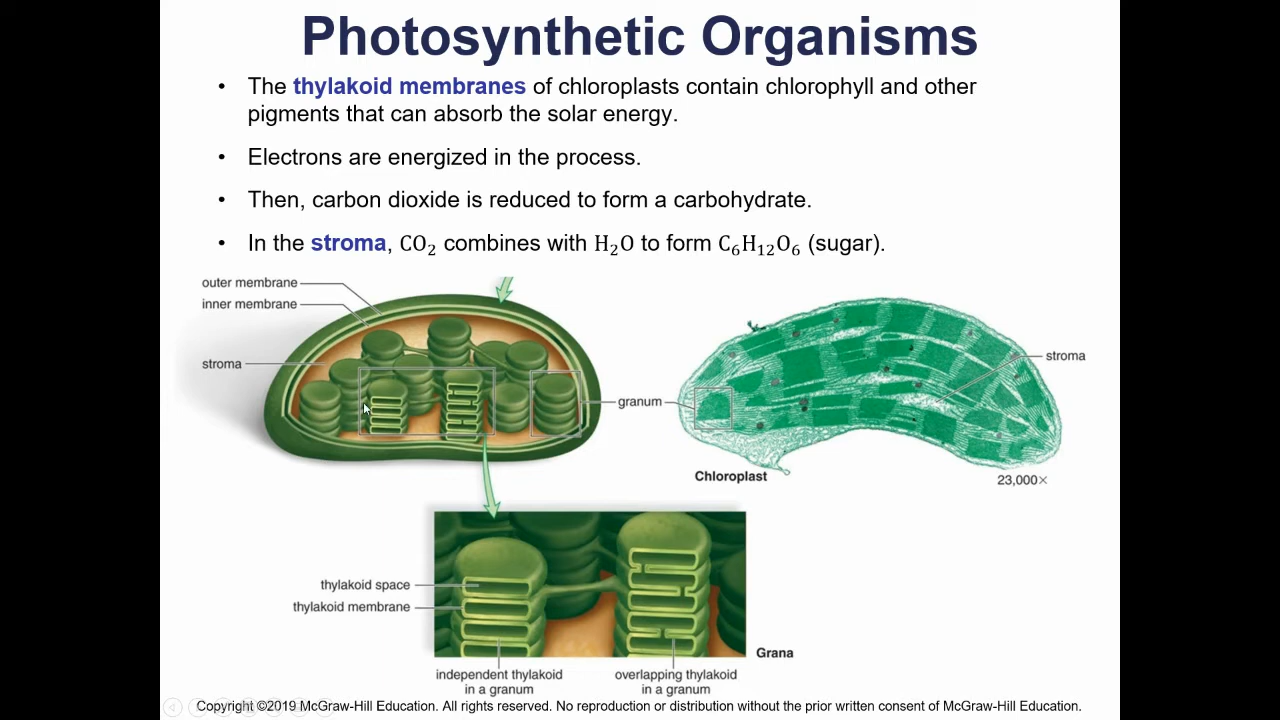 Photosynthetic Organisms
• The thylakoid membranes of chloroplasts contain chlorophyll and other
pigments that can absorb the solar energy.
• Electrons are energized in the process.
• Then, carbon dioxide is reduced to form a carbohydrate.
• In the stroma, CO₂ combines with H₂O to form C₆H₁₂O₆ (sugar).
outer membrane
inner membrane
stroma
granum
stroma
Chloroplast
23,000×
thylakoid space
thylakoid membrane
Grana
independent thylakoid
in a granum
overlapping thylakoid
in a granum
Copyright ©2019 McGraw-Hill Education. All rights reserved. No reproduction or distribution without the prior written consent of McGraw-Hill Education.